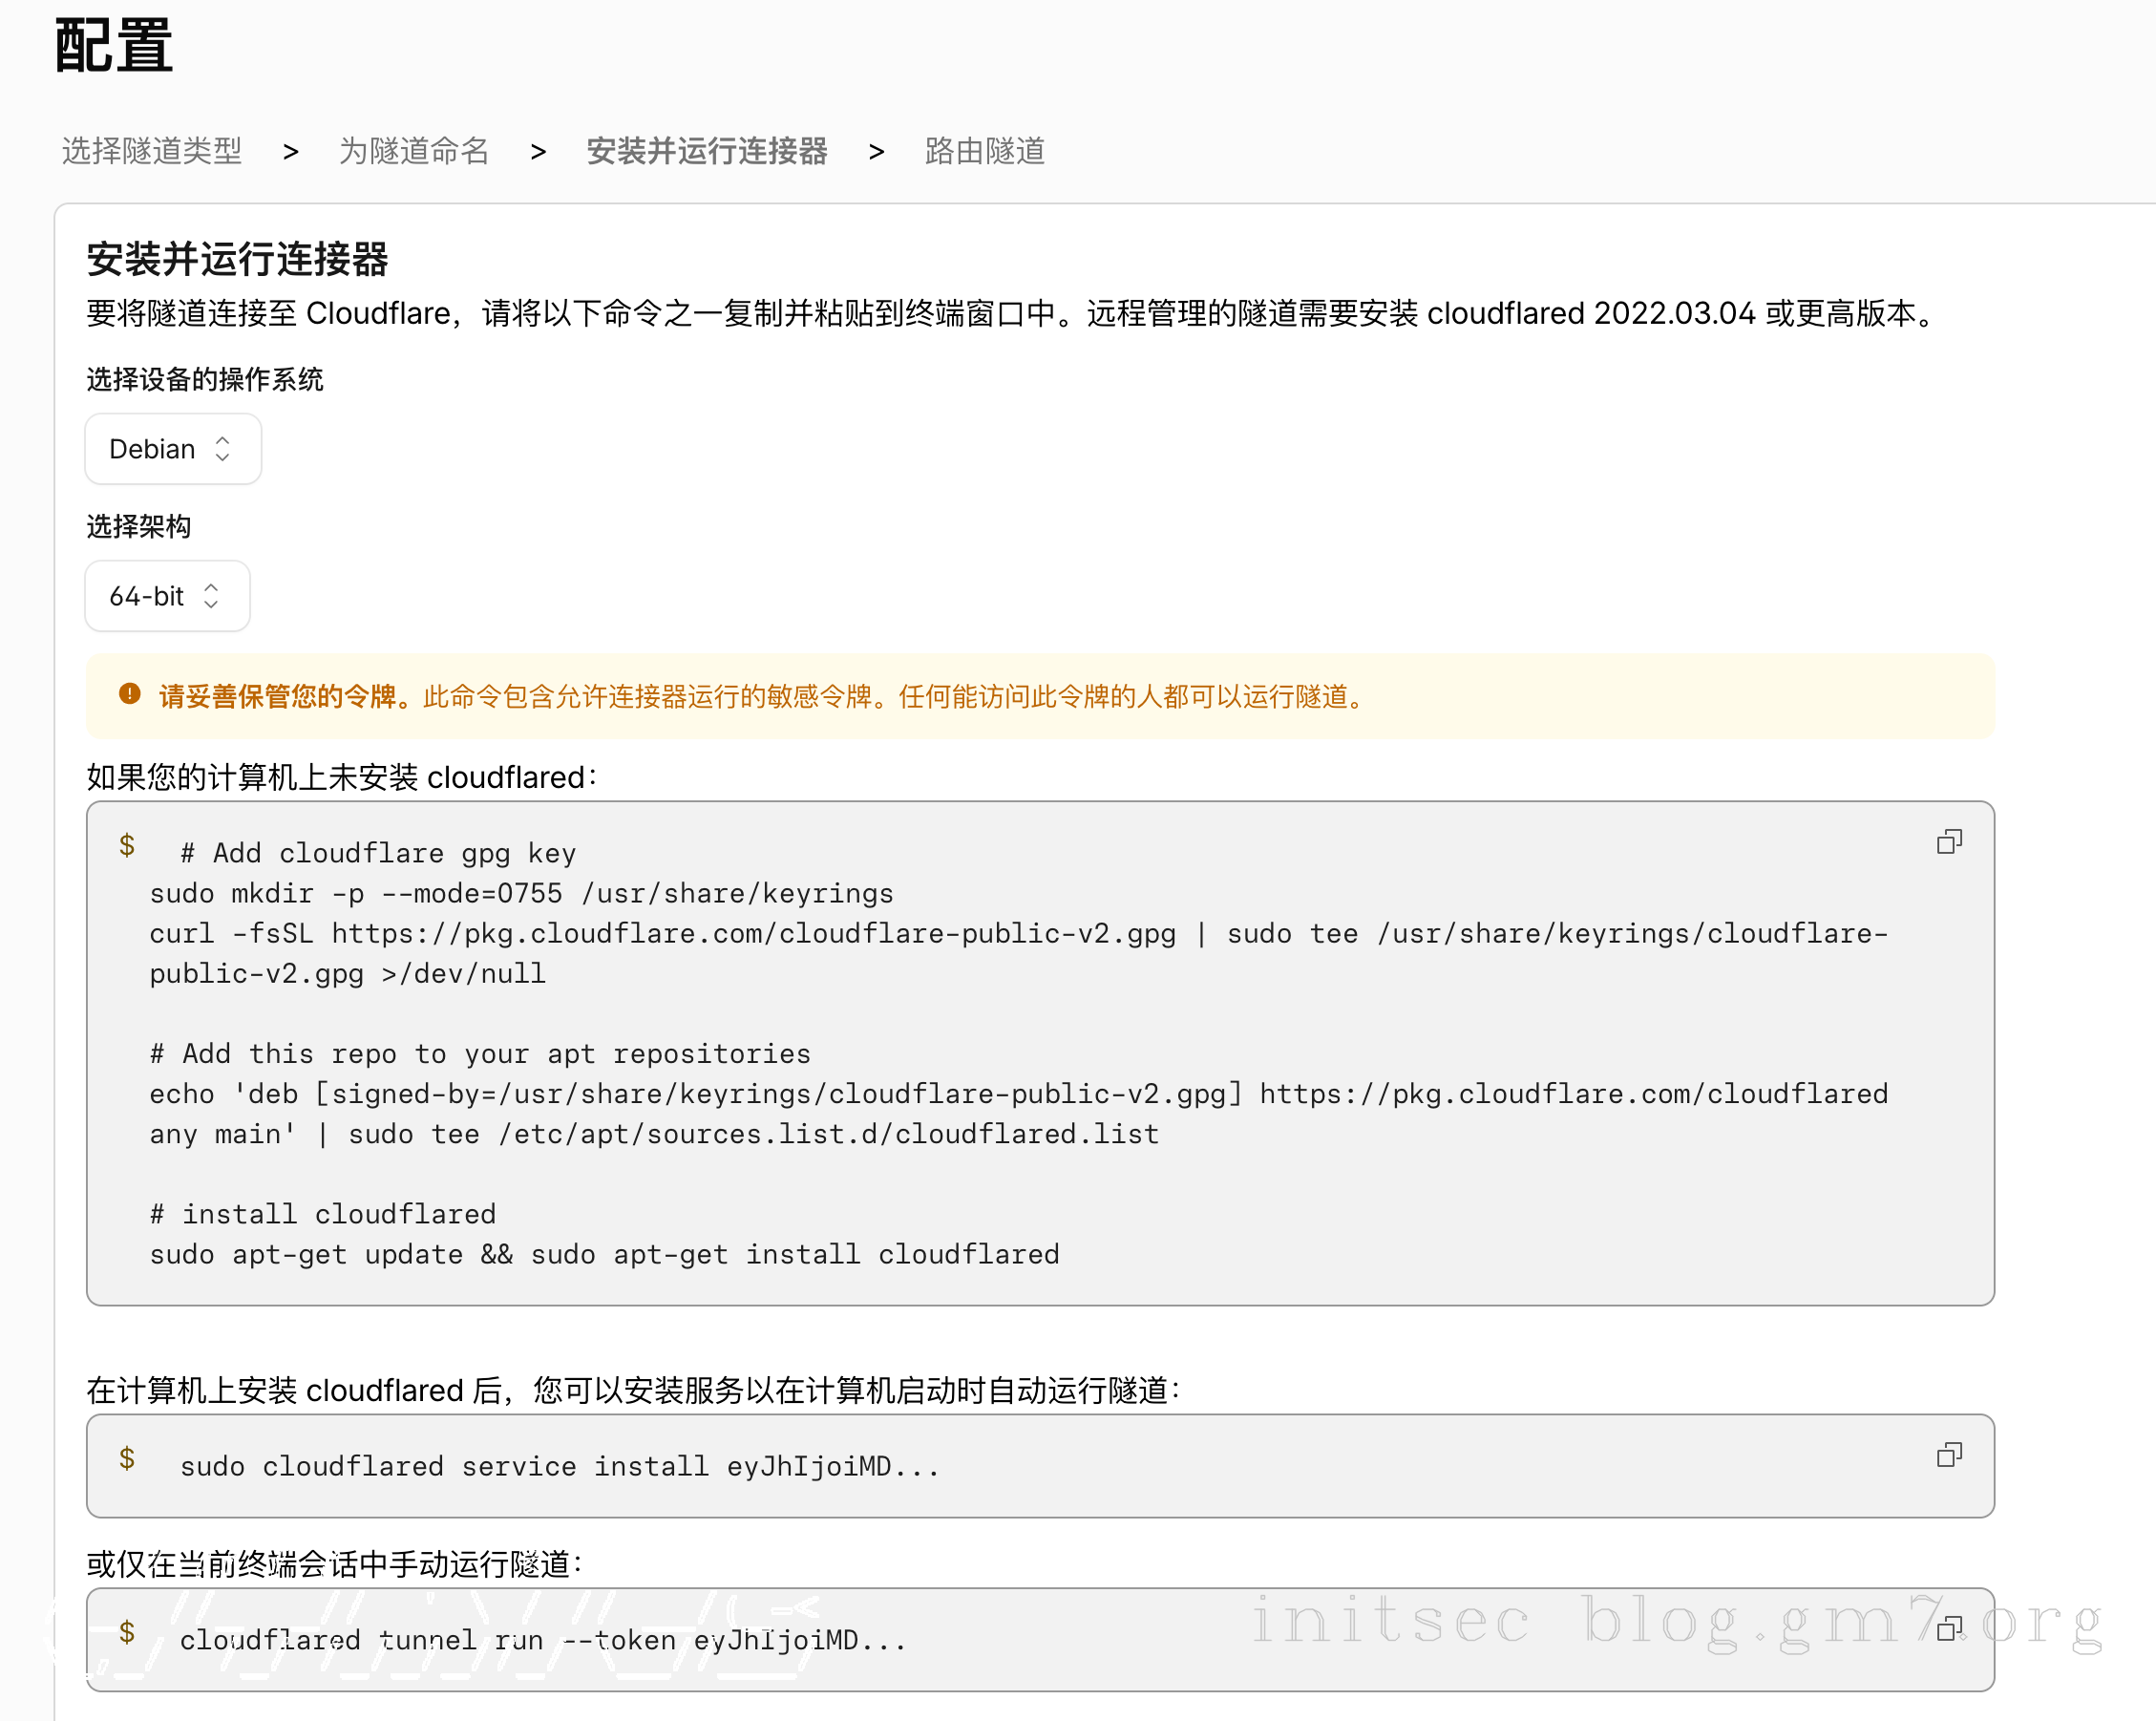 配置
选择隧道类型 > 为隧道命名 > 安装并运行连接器 > 路由隧道
安装并运行连接器
要将隧道连接至 Cloudflare，请将以下命令之一复制并粘贴到终端窗口中。远程管理的隧道需要安装 cloudflared 2022.03.04 或更高版本。
选择设备的操作系统
Debian
选择架构
64-bit
请妥善保管您的令牌。此命令包含允许连接器运行的敏感令牌。任何能访问此令牌的人都可以运行隧道。
如果您的计算机上未安装 cloudflared：
$ # Add cloudflare gpg key
sudo mkdir -p --mode=0755 /usr/share/keyrings
curl -fsSL https://pkg.cloudflare.com/cloudflare-public-v2.gpg | sudo tee /usr/share/keyrings/cloudflare-
public-v2.gpg >/dev/null
# Add this repo to your apt repositories
echo 'deb [signed-by=/usr/share/keyrings/cloudflare-public-v2.gpg] https://pkg.cloudflare.com/cloudflared
any main' | sudo tee /etc/apt/sources.list.d/cloudflared.list
# install cloudflared
sudo apt-get update && sudo apt-get install cloudflared
在计算机上安装 cloudflared 后，您可以安装服务以在计算机启动时自动运行隧道：
$ sudo cloudflared service install eyJhIjoiMD...
或仅在当前终端会话中手动运行隧道：
$ cloudflared tunnel run --token eyJhIjoiMD...
initsec blog.gm7.org